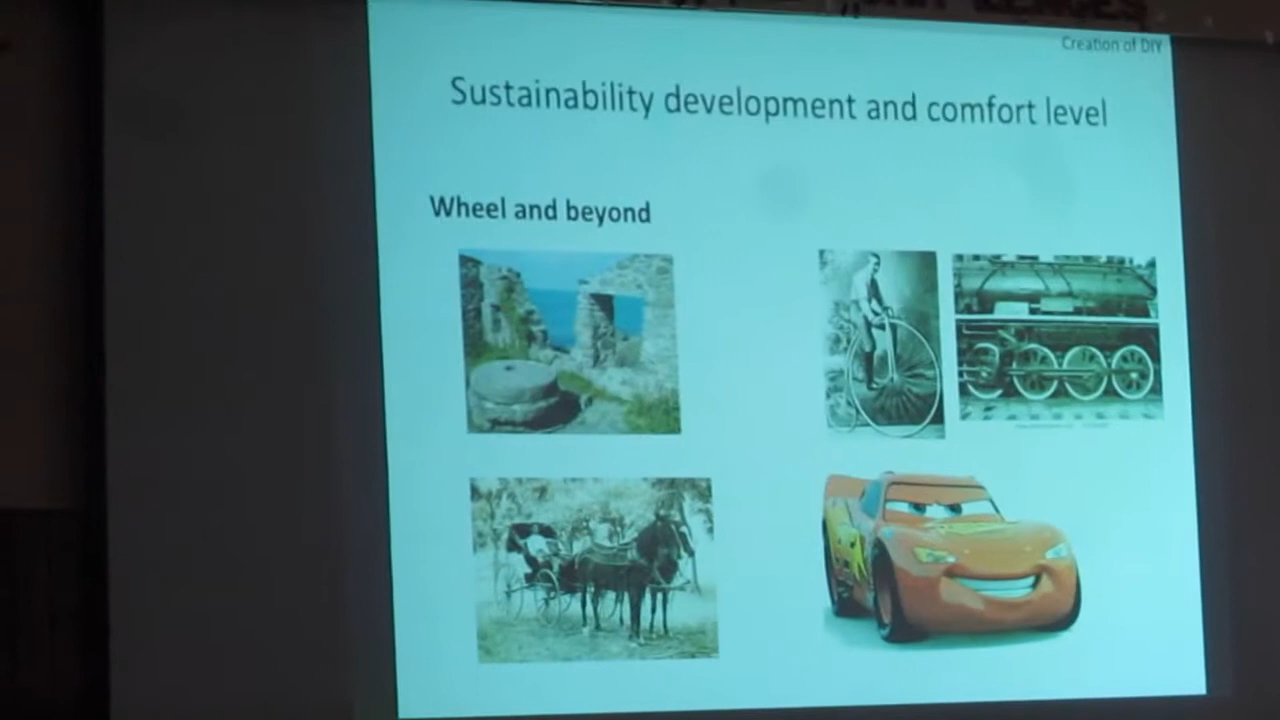 Creation of DIY
Sustainability development and comfort level
Wheel and beyond